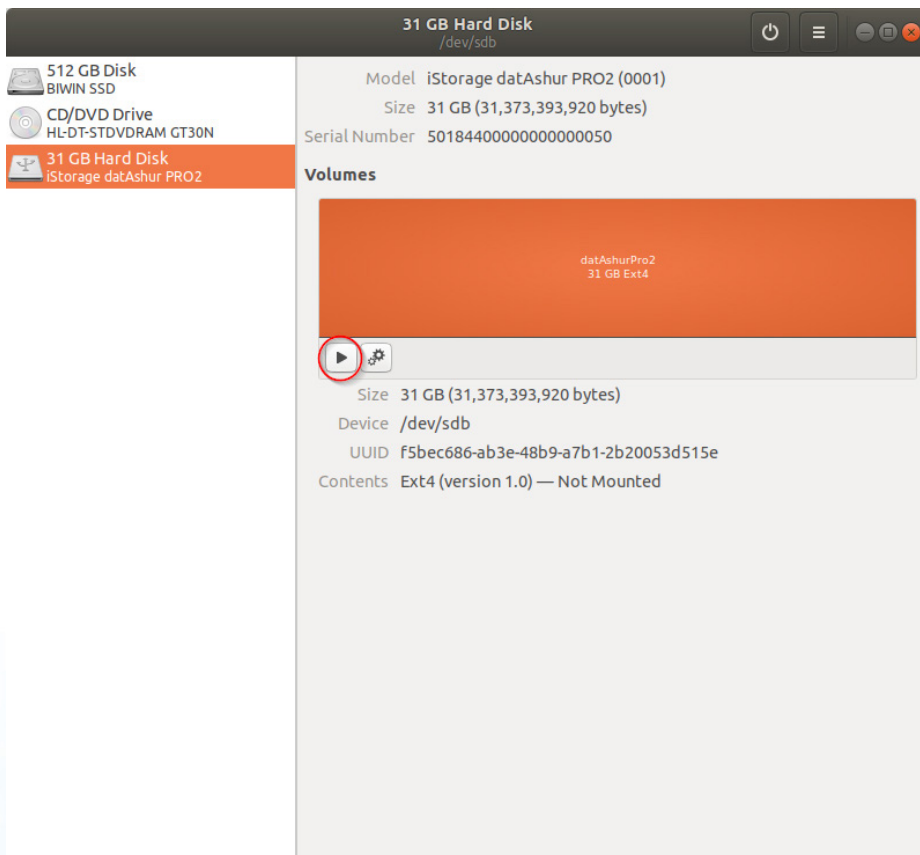 31 GB Hard Disk
/dev/sdb
512 GB Disk
BIWIN SSD
CD/DVD Drive
HL-DT-STDVDRAM GT30N
31 GB Hard Disk
iStorage datAshur PRO2
Model iStorage datAshur PRO2 (0001)
Size 31 GB (31,373,393,920 bytes)
Serial Number 50184400000000000050
Volumes
datAshurPro2
31 GB Ext4
Size 31 GB (31,373,393,920 bytes)
Device /dev/sdb
UUID f5bec686-ab3e-48b9-a7b1-2b20053d515e
Contents Ext4 (version 1.0) — Not Mounted